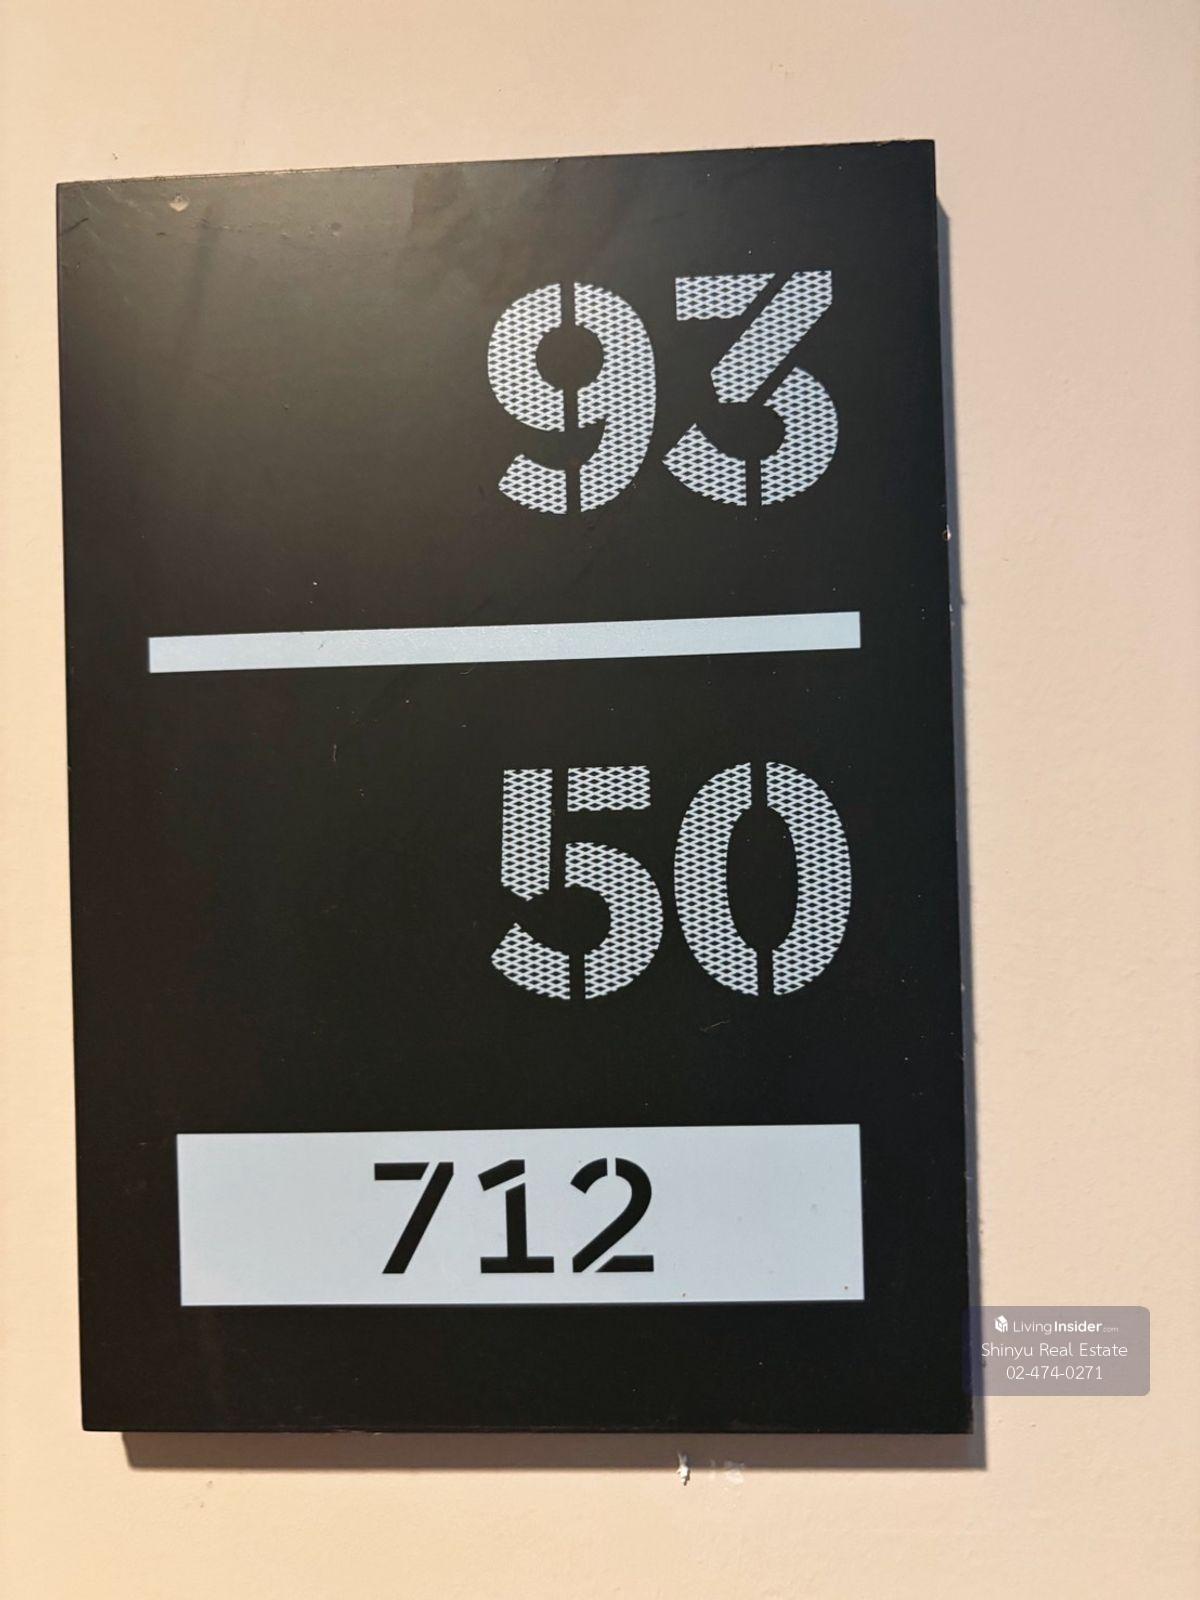 93
50
712
LivingInsider.com
Shinyu Real Estate
02-474-0271